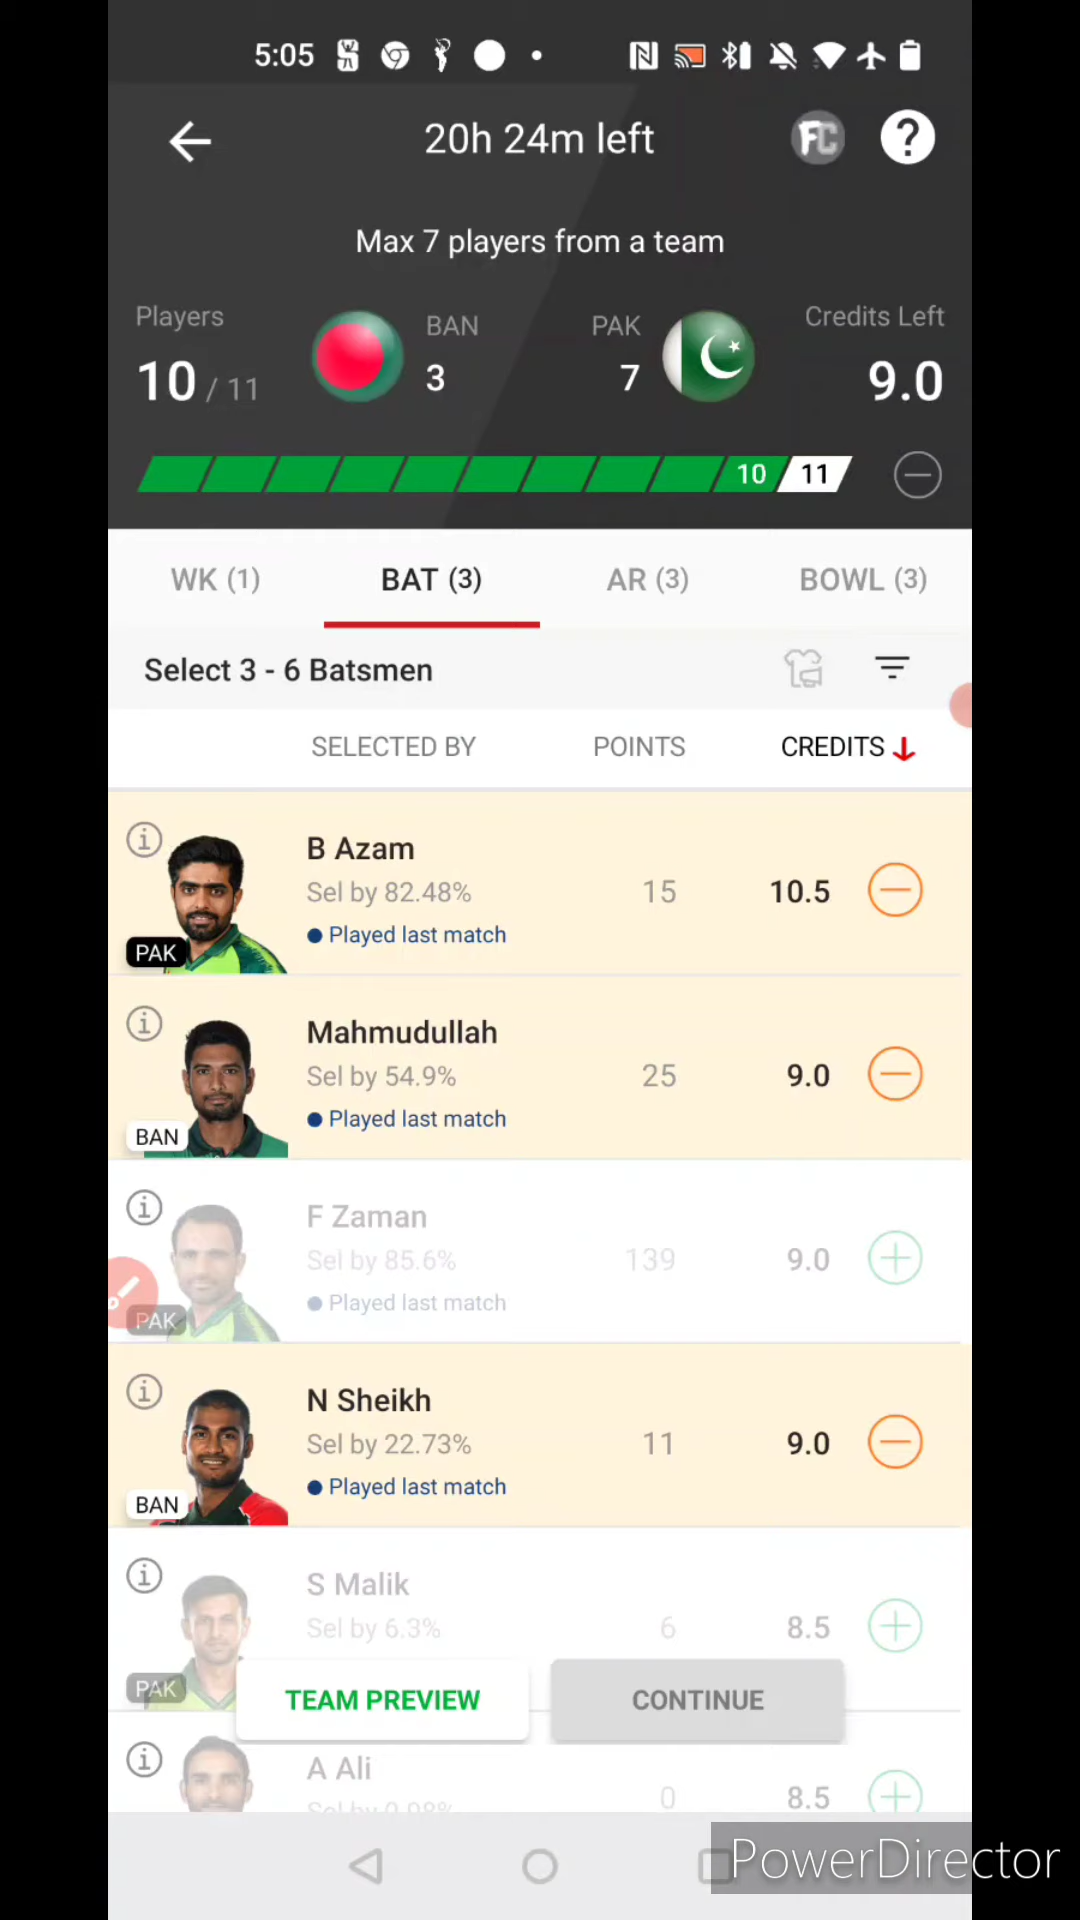 5:05
20h 24m left
FC
?
Max 7 players from a team
Players
BAN
PAK
Credits Left
10 / 11
3
7
9.0
10
11
WK (1)
BAT (3)
AR (3)
BOWL (3)
Select 3 - 6 Batsmen
SELECTED BY
POINTS
CREDITS
B Azam
Sel by 82.48%
15
10.5
Played last match
PAK
Mahmudullah
Sel by 54.9%
25
9.0
Played last match
BAN
F Zaman
Sel by 85.6%
139
9.0
Played last match
PAK
N Sheikh
Sel by 22.73%
11
9.0
Played last match
BAN
S Malik
Sel by 6.3%
6
8.5
PAK
TEAM PREVIEW
CONTINUE
A Ali
Sel by 0.98%
0
8.5
PowerDirector